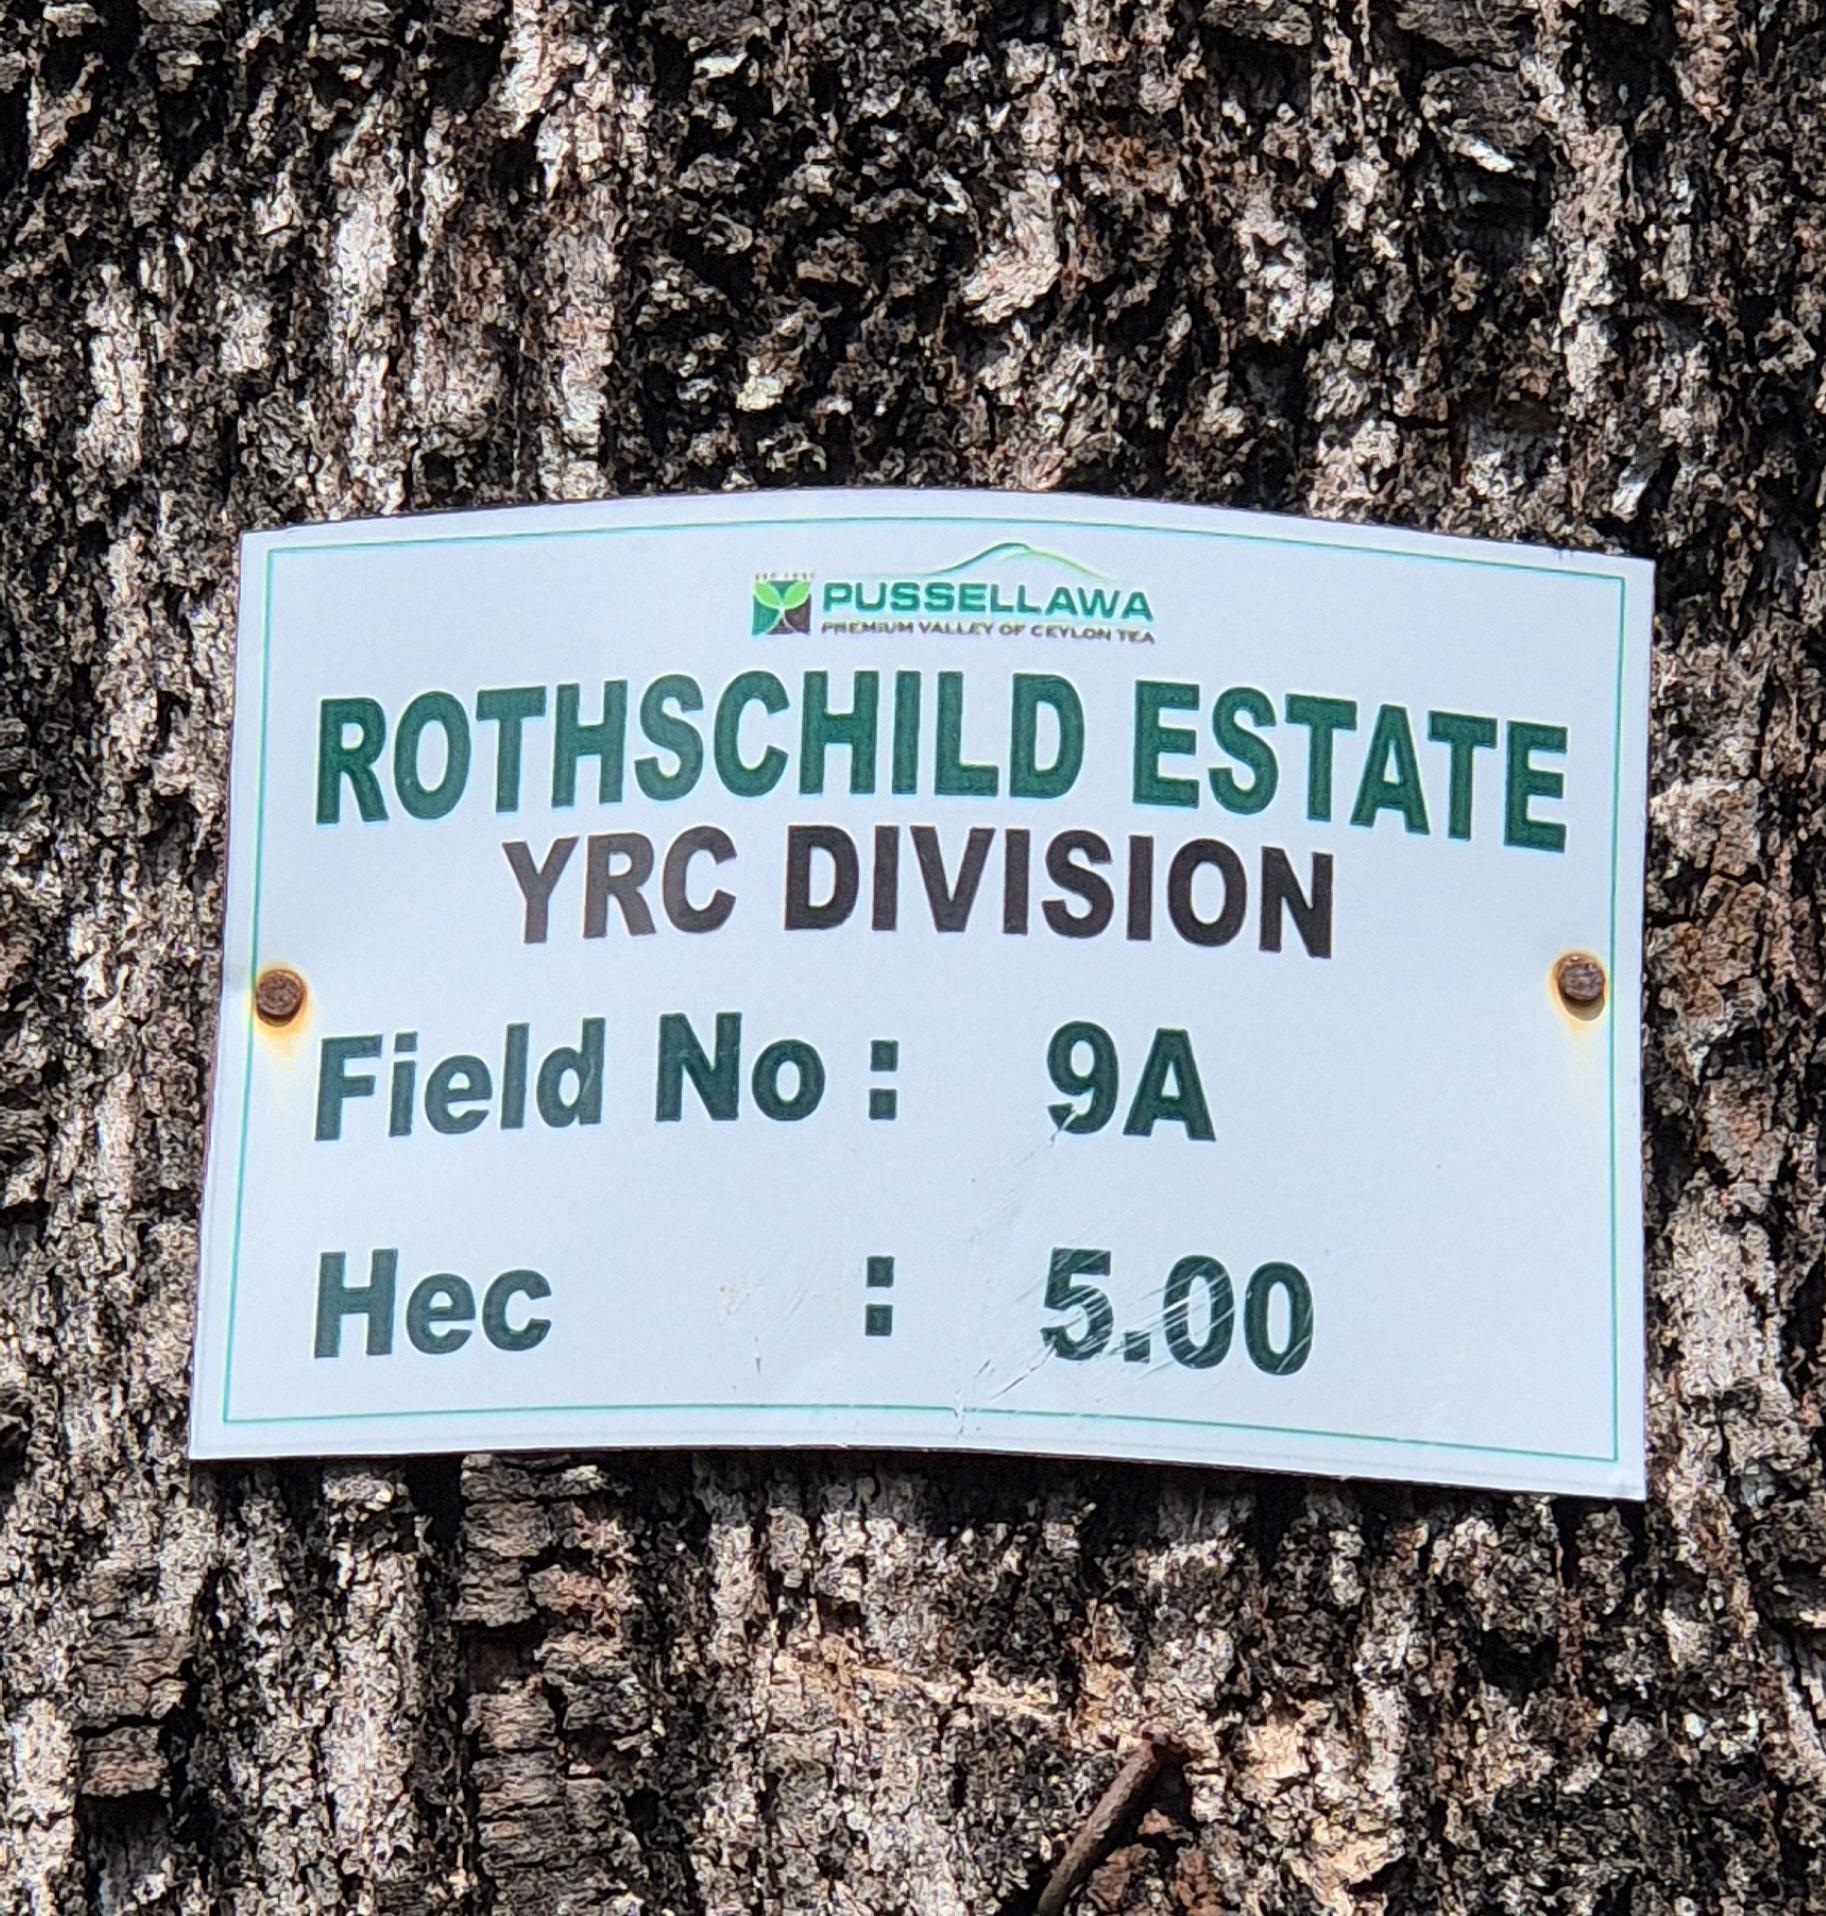 PUSSELLAWA
PREMIUM VALLEY OF CEYLON TEA
ROTHSCHILD ESTATE
YRC DIVISION
Field No : 9A
Hec : 5.00